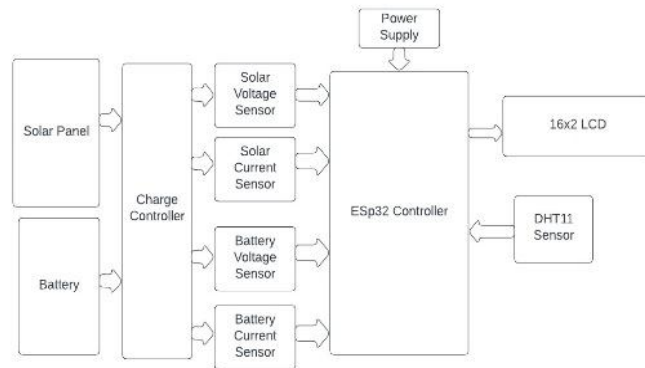 Power
Supply
Solar Panel
Battery
Charge
Controller
Solar
Voltage
Sensor
Solar
Current
Sensor
Battery
Voltage
Sensor
Battery
Current
Sensor
ESp32 Controller
16x2 LCD
DHT11
Sensor